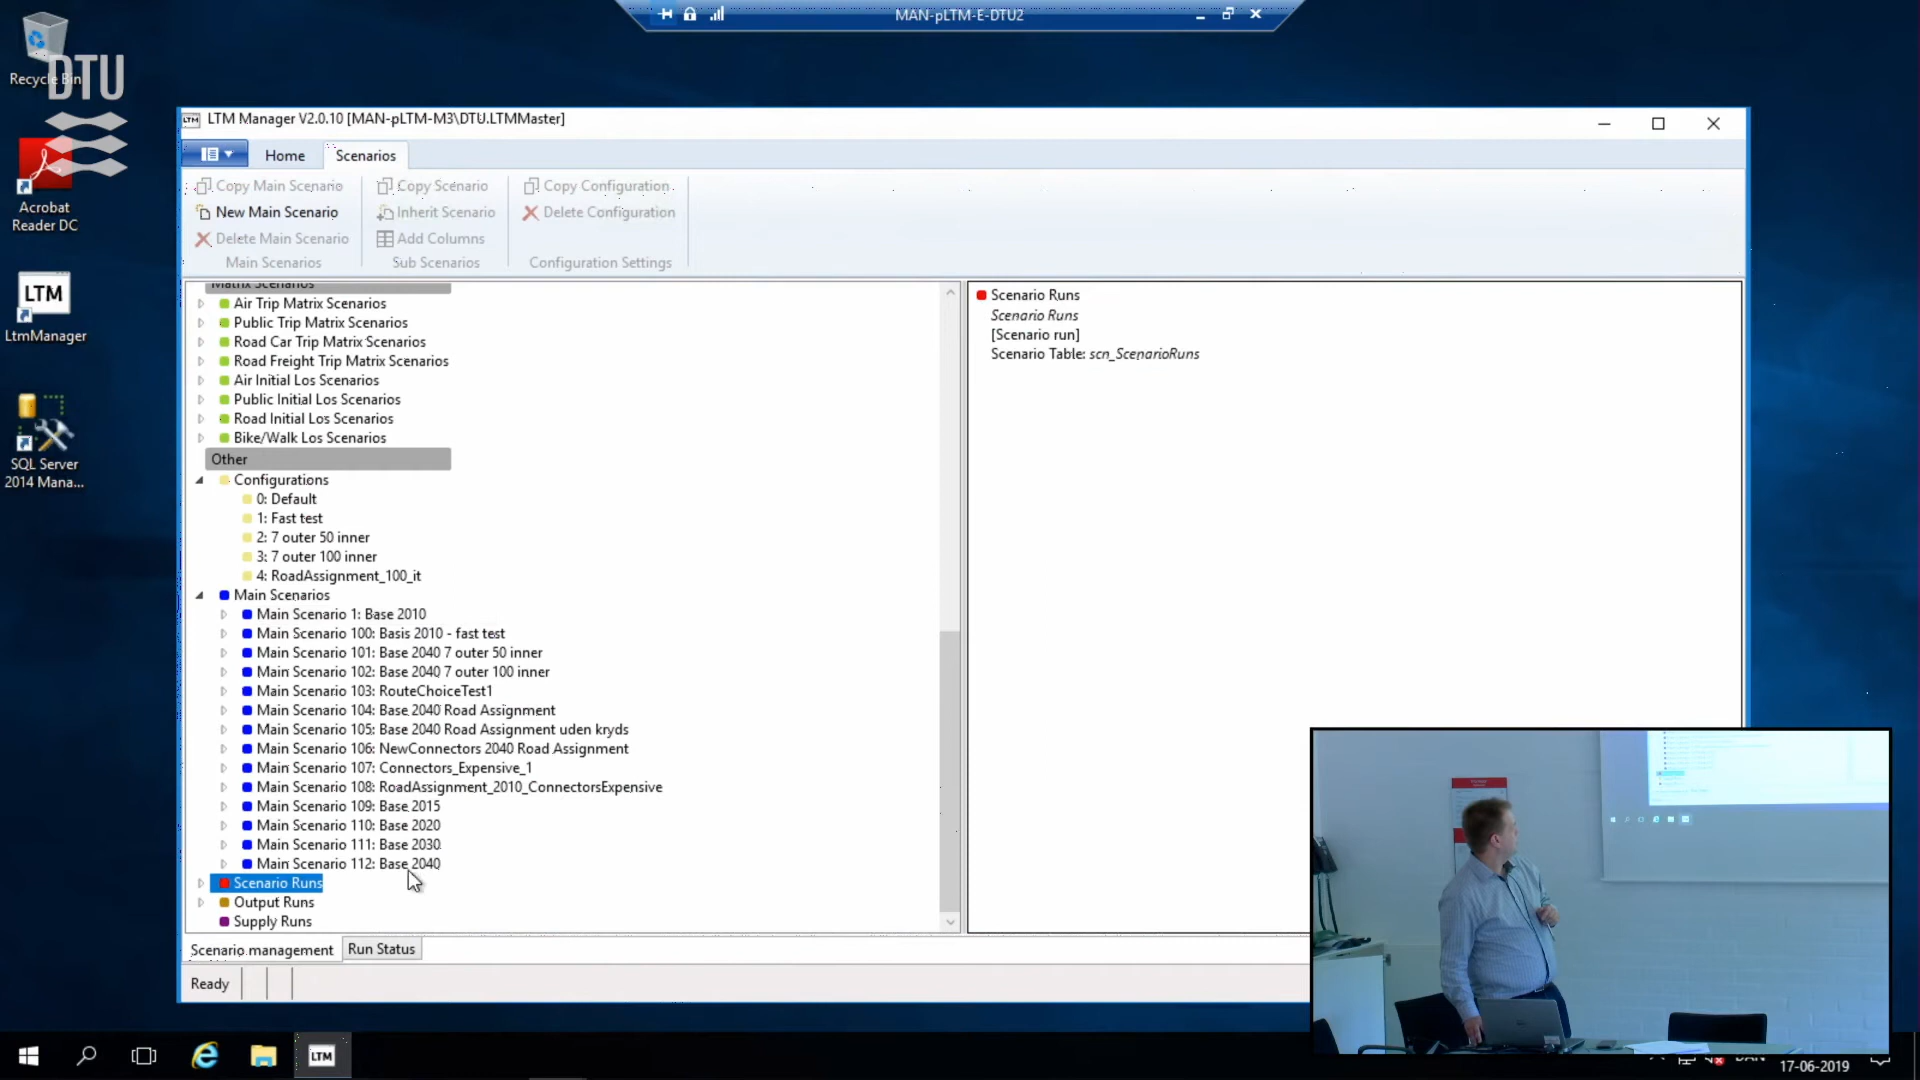 MAN-pLTM-E-DTU2
Recycle Bin
DTU
Acrobat
Reader DC
LTM
LtmManager
SQL Server
2014 Mana...
LTM Manager V2.0.10 [MAN-pLTM-M3\DTU.LTMMaster]
Home
Scenarios
Copy Main Scenario
New Main Scenario
Delete Main Scenario
Main Scenarios
Copy Scenario
Inherit Scenario
Add Columns
Sub Scenarios
Copy Configuration
Delete Configuration
Configuration Settings
Matrix Scenarios
Air Trip Matrix Scenarios
Public Trip Matrix Scenarios
Road Car Trip Matrix Scenarios
Road Freight Trip Matrix Scenarios
Air Initial Los Scenarios
Public Initial Los Scenarios
Road Initial Los Scenarios
Bike/Walk Los Scenarios
Other
Configurations
0: Default
1: Fast test
2: 7 outer 50 inner
3: 7 outer 100 inner
4: RoadAssignment_100_it
Main Scenarios
Main Scenario 1: Base 2010
Main Scenario 100: Basis 2010 - fast test
Main Scenario 101: Base 2040 7 outer 50 inner
Main Scenario 102: Base 2040 7 outer 100 inner
Main Scenario 103: RouteChoiceTest1
Main Scenario 104: Base 2040 Road Assignment
Main Scenario 105: Base 2040 Road Assignment uden kryds
Main Scenario 106: NewConnectors 2040 Road Assignment
Main Scenario 107: Connectors_Expensive_1
Main Scenario 108: RoadAssignment_2010_ConnectorsExpensive
Main Scenario 109: Base 2015
Main Scenario 110: Base 2020
Main Scenario 111: Base 2030
Main Scenario 112: Base 2040
Scenario Runs
Output Runs
Supply Runs
Scenario Runs
Scenario Runs
[Scenario run]
Scenario Table: scn_ScenarioRuns
Scenario management
Run Status
Ready
LTM
DAN
17-06-2019